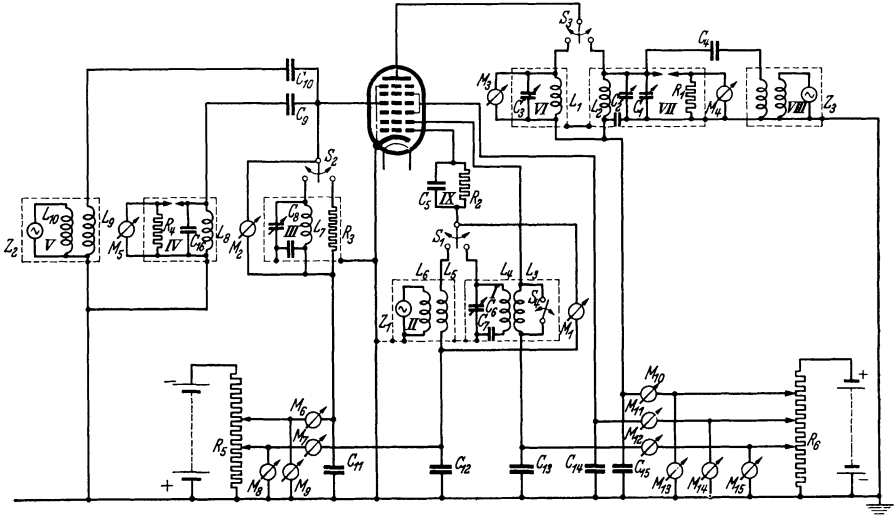 S3
C4
C10
C9
M3
C3
VI
L1
L2
C2
C1
VII
R1
M4
VIII
Z3
S2
C5
IX
R2
S1
Z2
L10
V
L9
M5
R4
IV
C16
L8
M2
C8
III
L7
R3
L6
L5
L4
L3
Z1
II
C6
C7
S4
M1
M10
M6
M11
M7
M12
R5
R6
M8
M9
C11
C12
C13
C14
C15
M13
M14
M15
− + + −